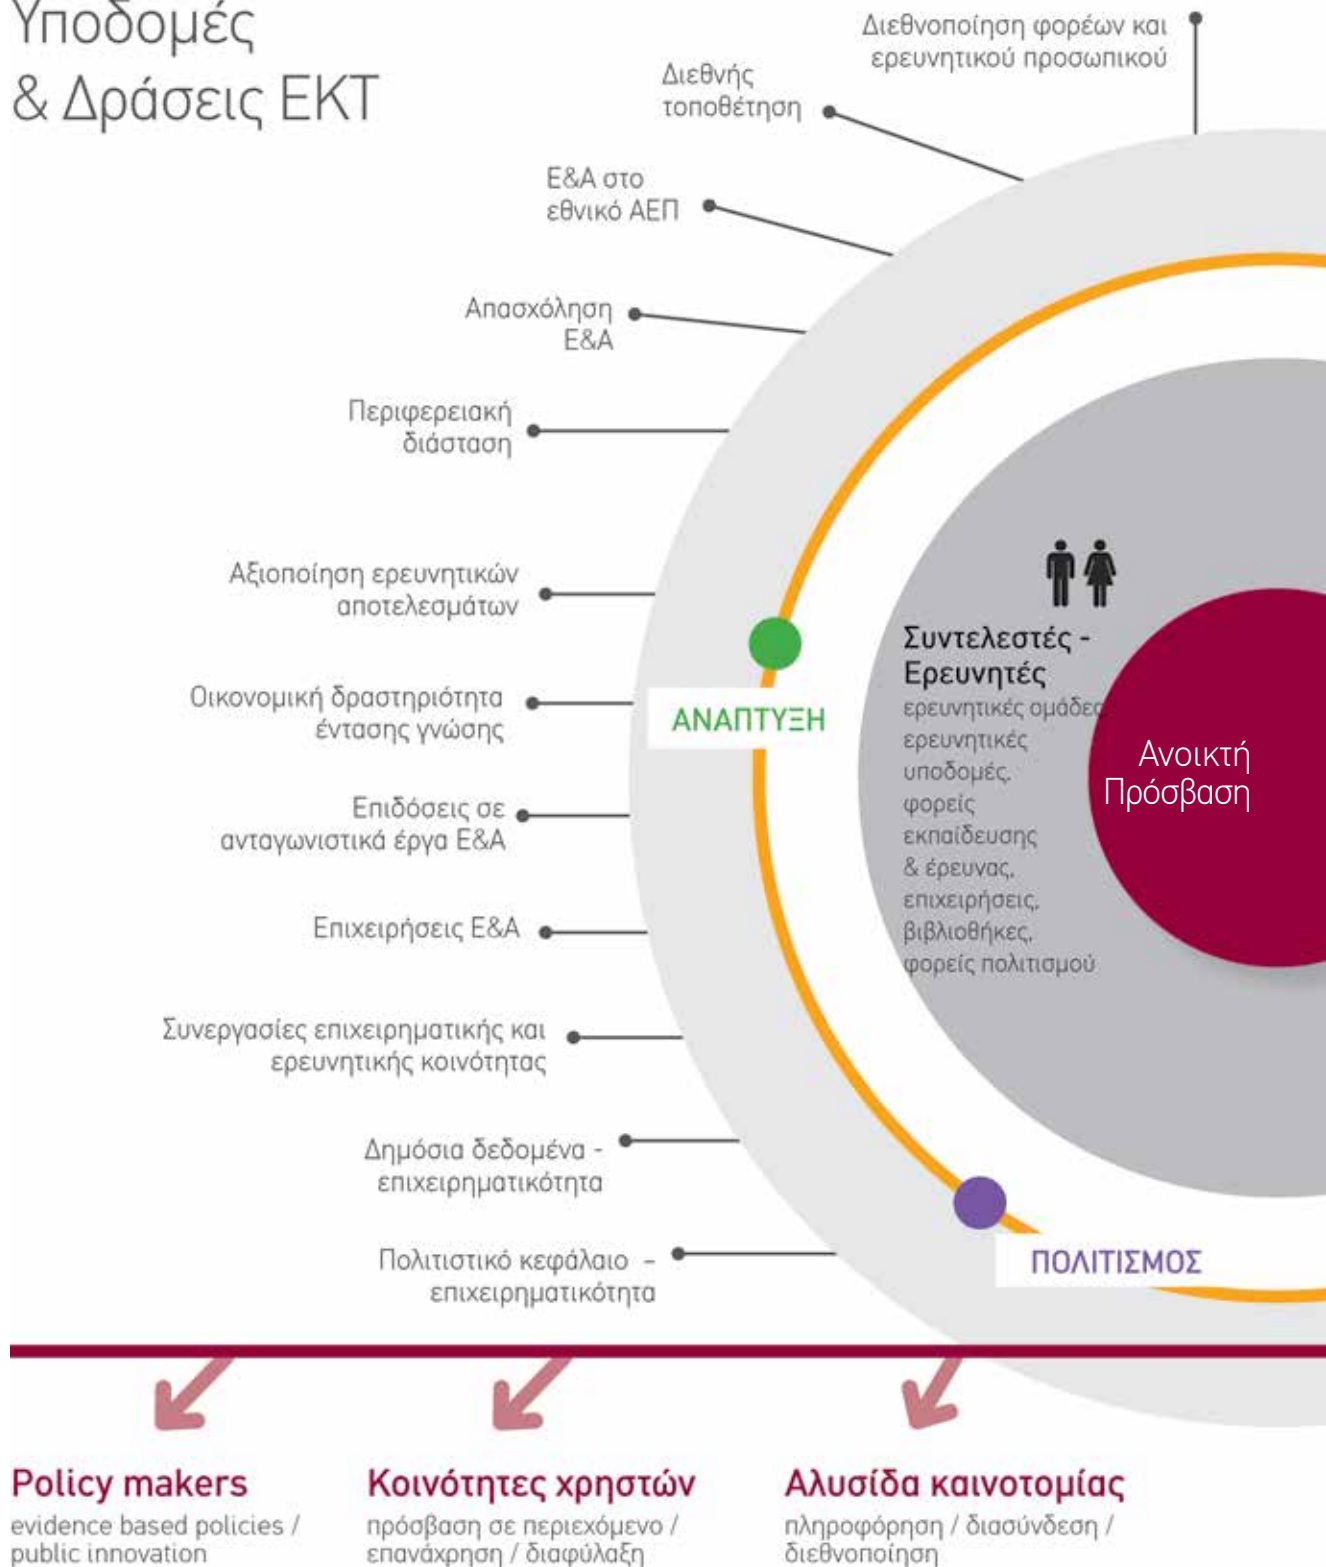 Υποδομές
& Δράσεις ΕΚΤ
Διεθνοποίηση φορέων και
ερευνητικού προσωπικού
Διεθνής
τοποθέτηση
Ε&Α στο
εθνικό ΑΕΠ
Απασχόληση
Ε&Α
Περιφερειακή
διάσταση
Αξιοποίηση ερευνητικών
αποτελεσμάτων
Οικονομική δραστηριότητα
έντασης γνώσης
Επιδόσεις σε
ανταγωνιστικά έργα Ε&Α
Επιχειρήσεις Ε&Α
Συνεργασίες επιχειρηματικής και
ερευνητικής κοινότητας
Δημόσια δεδομένα -
επιχειρηματικότητα
Πολιτιστικό κεφάλαιο –
επιχειρηματικότητα
ΑΝΑΠΤΥΞΗ
Συντελεστές -
Ερευνητές
ερευνητικές ομάδες
ερευνητικές
υποδομές,
φορείς
εκπαίδευσης
& έρευνας,
επιχειρήσεις,
βιβλιοθήκες,
φορείς πολιτισμού
Ανοικτή
Πρόσβαση
ΠΟΛΙΤΙΣΜΟΣ
Policy makers
evidence based policies /
public innovation
Κοινότητες χρηστών
πρόσβαση σε περιεχόμενο /
επανάχρηση / διαφύλαξη
Αλυσίδα καινοτομίας
πληροφόρηση / διασύνδεση /
διεθνοποίηση